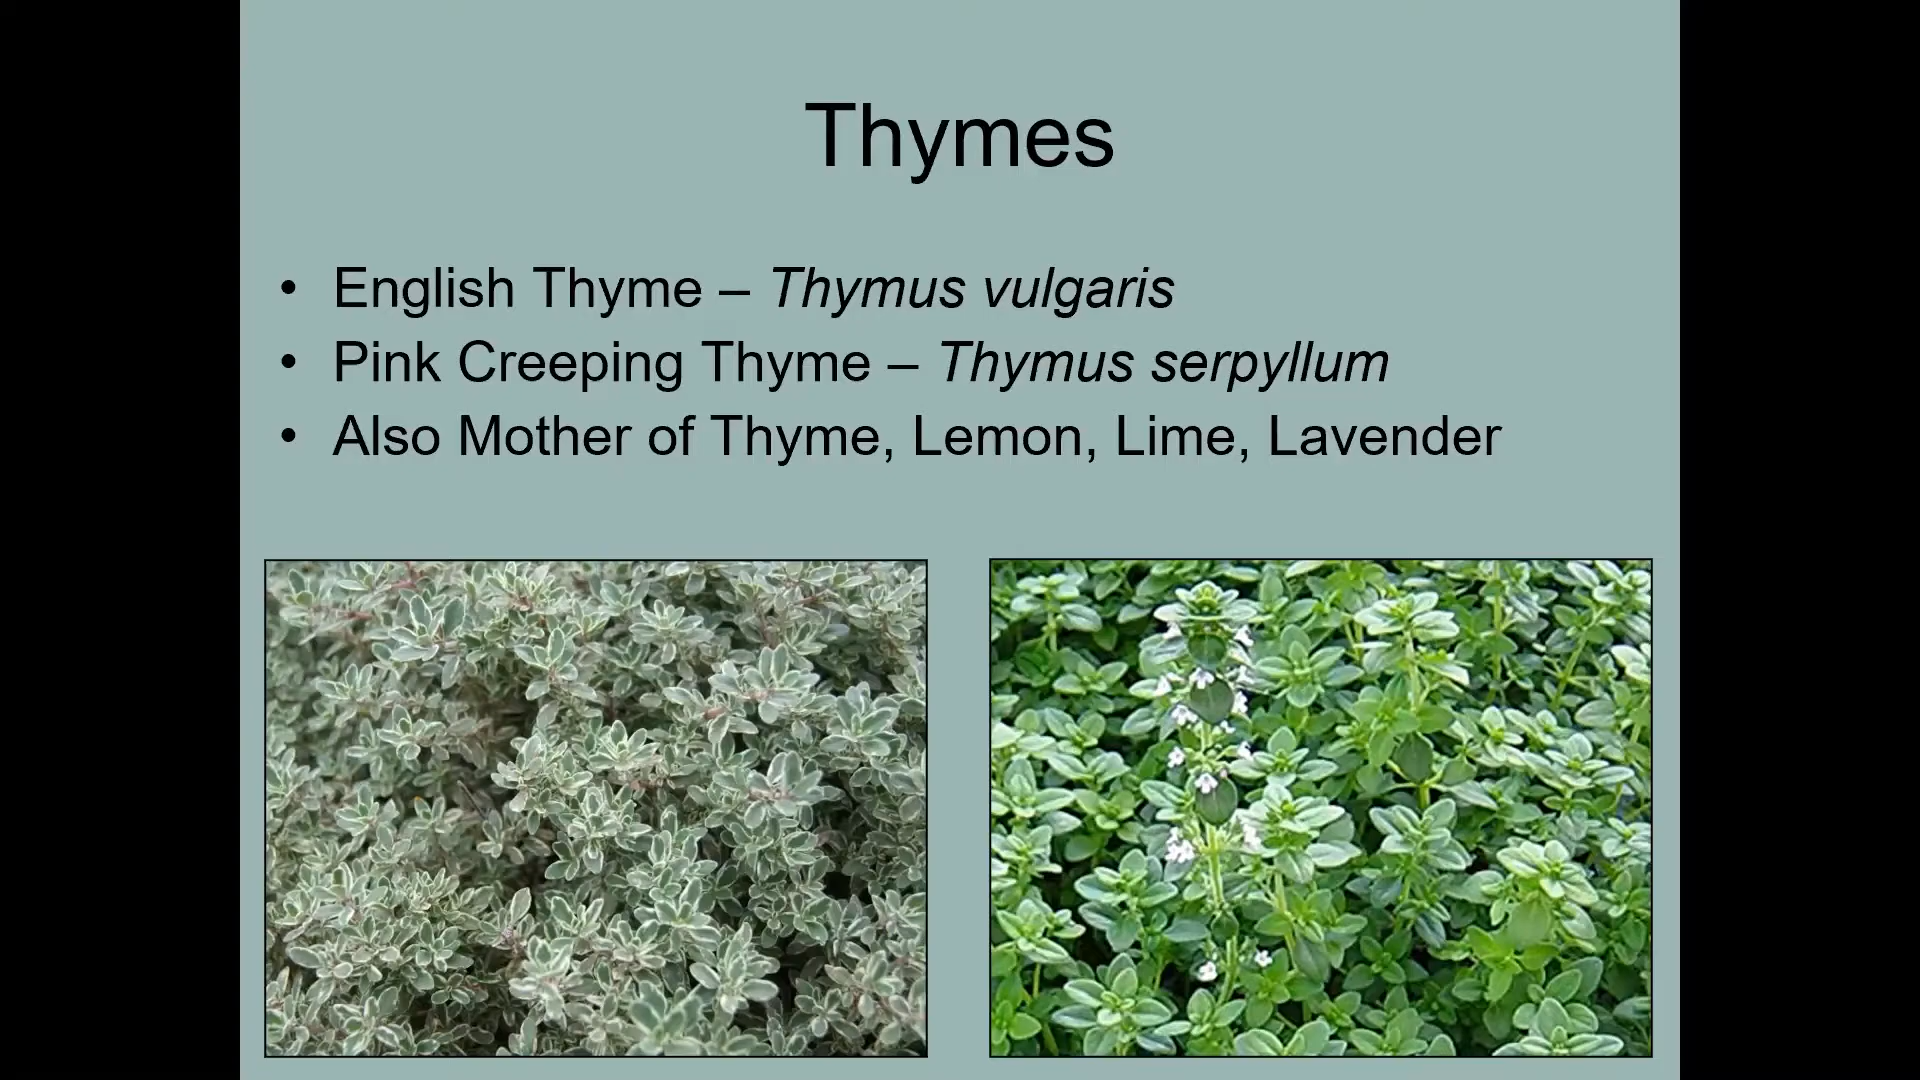 Thymes
• English Thyme – Thymus vulgaris
• Pink Creeping Thyme – Thymus serpyllum
• Also Mother of Thyme, Lemon, Lime, Lavender